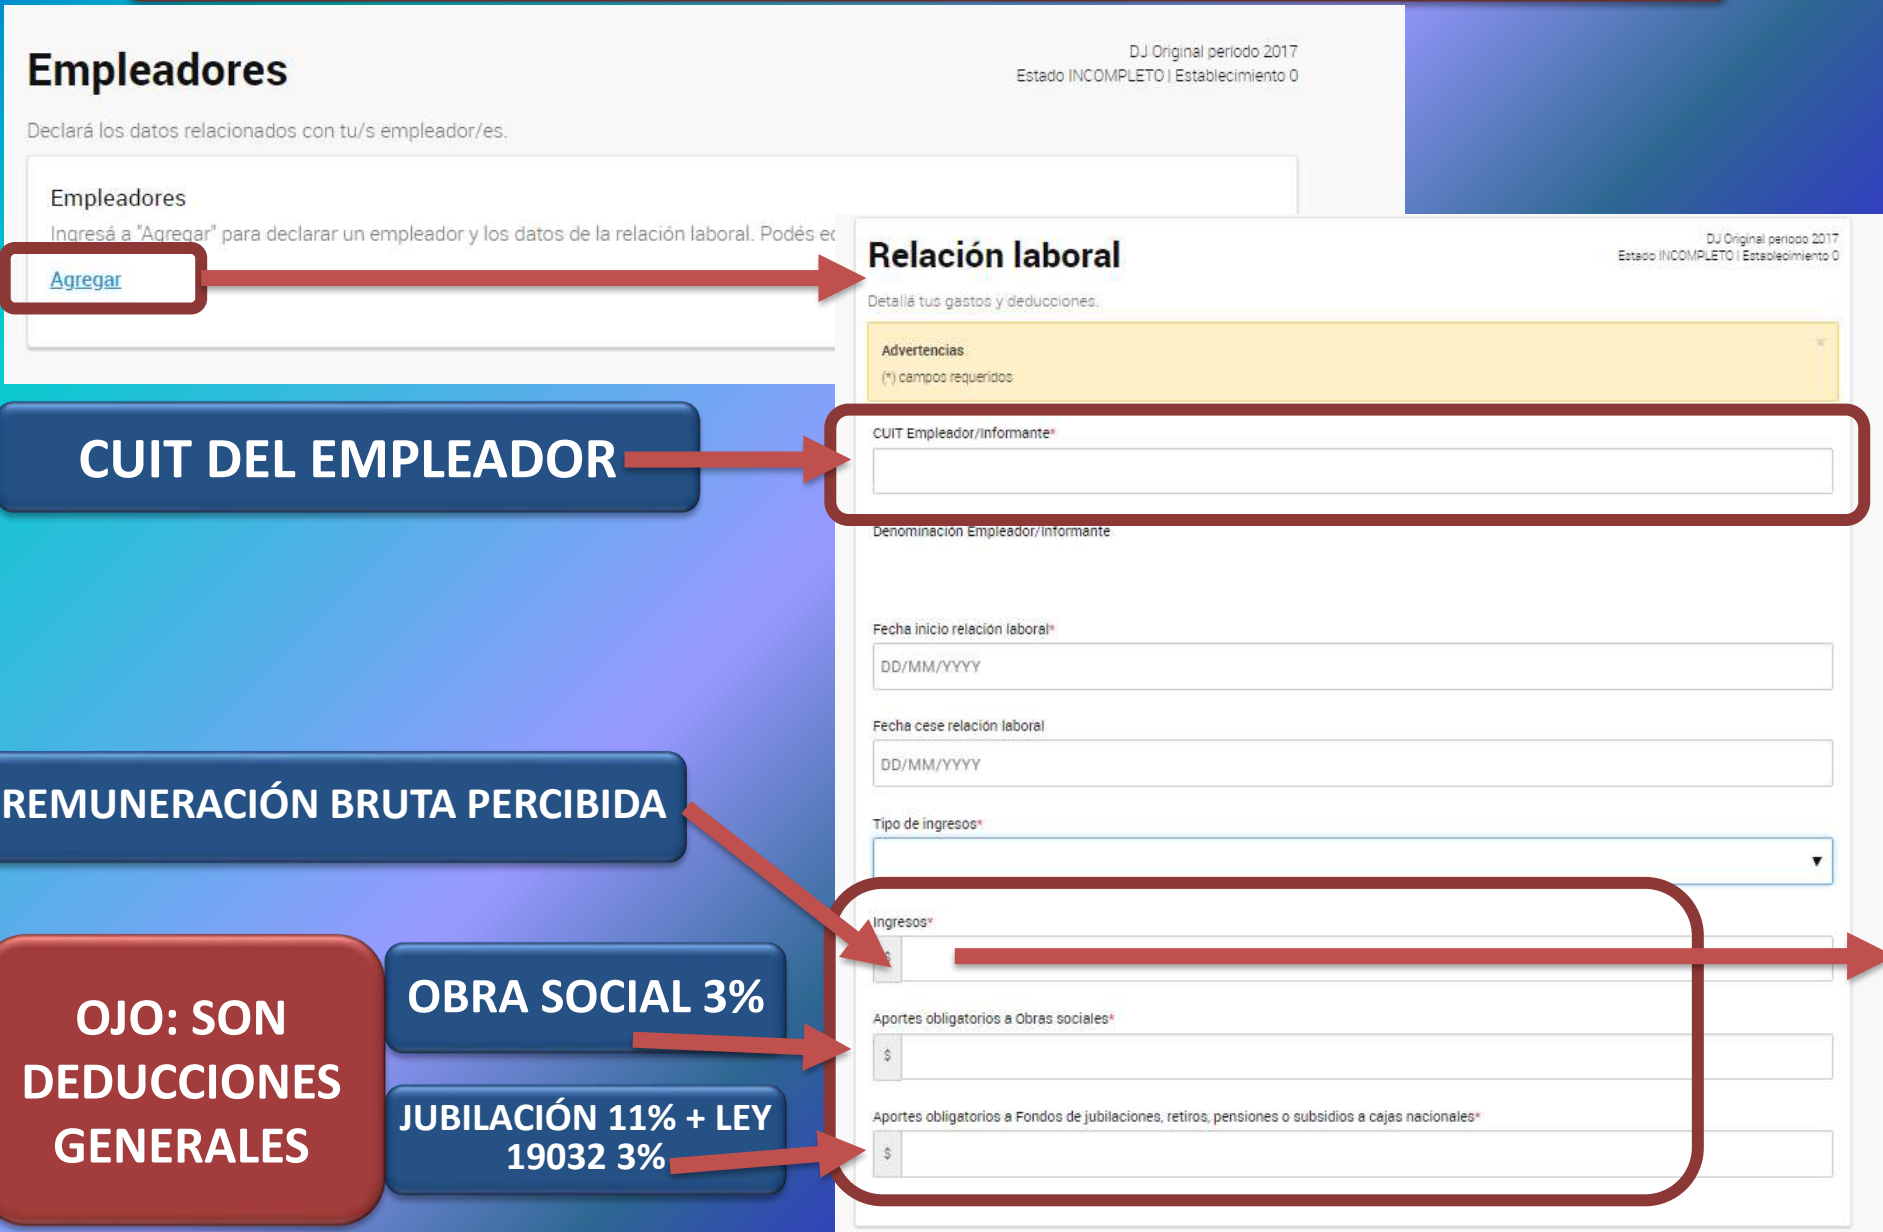 Empleadores
DJ Original período 2017
Estado INCOMPLETO | Establecimiento 0
Declará los datos relacionados con tu/s empleador/es.
Empleadores
Ingresá a "Agregar" para declarar un empleador y los datos de la relación laboral. Podés
Agregar
Relación laboral
DJ Original período 2017
Estado INCOMPLETO | Establecimiento 0
Detallá tus gastos y deducciones.
Advertencias
×
(*) campos requeridos
CUIT DEL EMPLEADOR
CUIT Empleador/Informante*
Denominación Empleador/Informante
Fecha inicio relación laboral*
DD/MM/YYYY
Fecha cese relación laboral
DD/MM/YYYY
REMUNERACIÓN BRUTA PERCIBIDA
Tipo de ingresos*
Ingresos*
$
OJO: SON
DEDUCCIONES
GENERALES
OBRA SOCIAL 3%
Aportes obligatorios a Obras sociales*
$
JUBILACIÓN 11% + LEY
19032 3%
Aportes obligatorios a Fondos de jubilaciones, retiros, pensiones o subsidios a cajas nacionales*
$